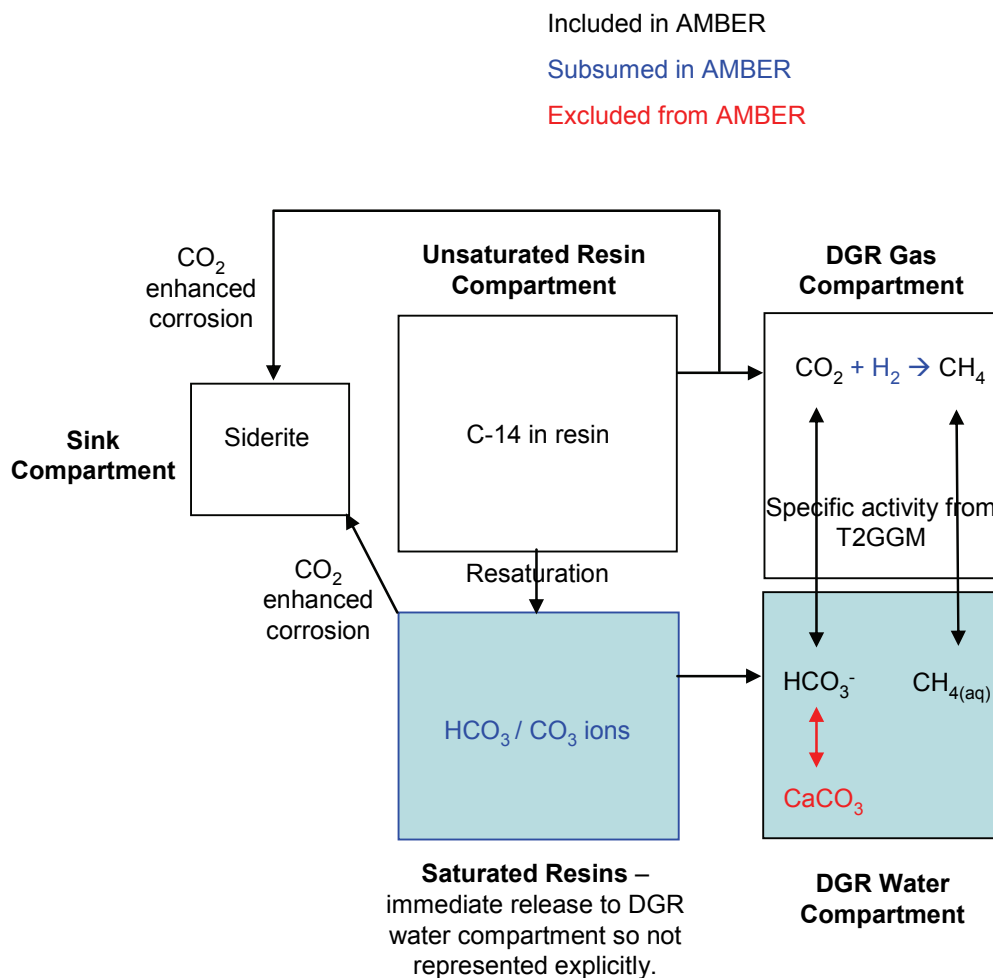 Included in AMBER
Subsumed in AMBER
Excluded from AMBER
CO₂
enhanced
corrosion
Unsaturated Resin
Compartment
DGR Gas
Compartment
CO₂ + H₂ → CH₄
Sink
Compartment
Siderite
C-14 in resin
Specific activity from
T2GGM
CO₂
enhanced
corrosion
Resaturation
HCO₃⁻
CH₄(aq)
HCO₃ / CO₃ ions
CaCO₃
Saturated Resins –
immediate release to DGR
water compartment so not
represented explicitly.
DGR Water
Compartment